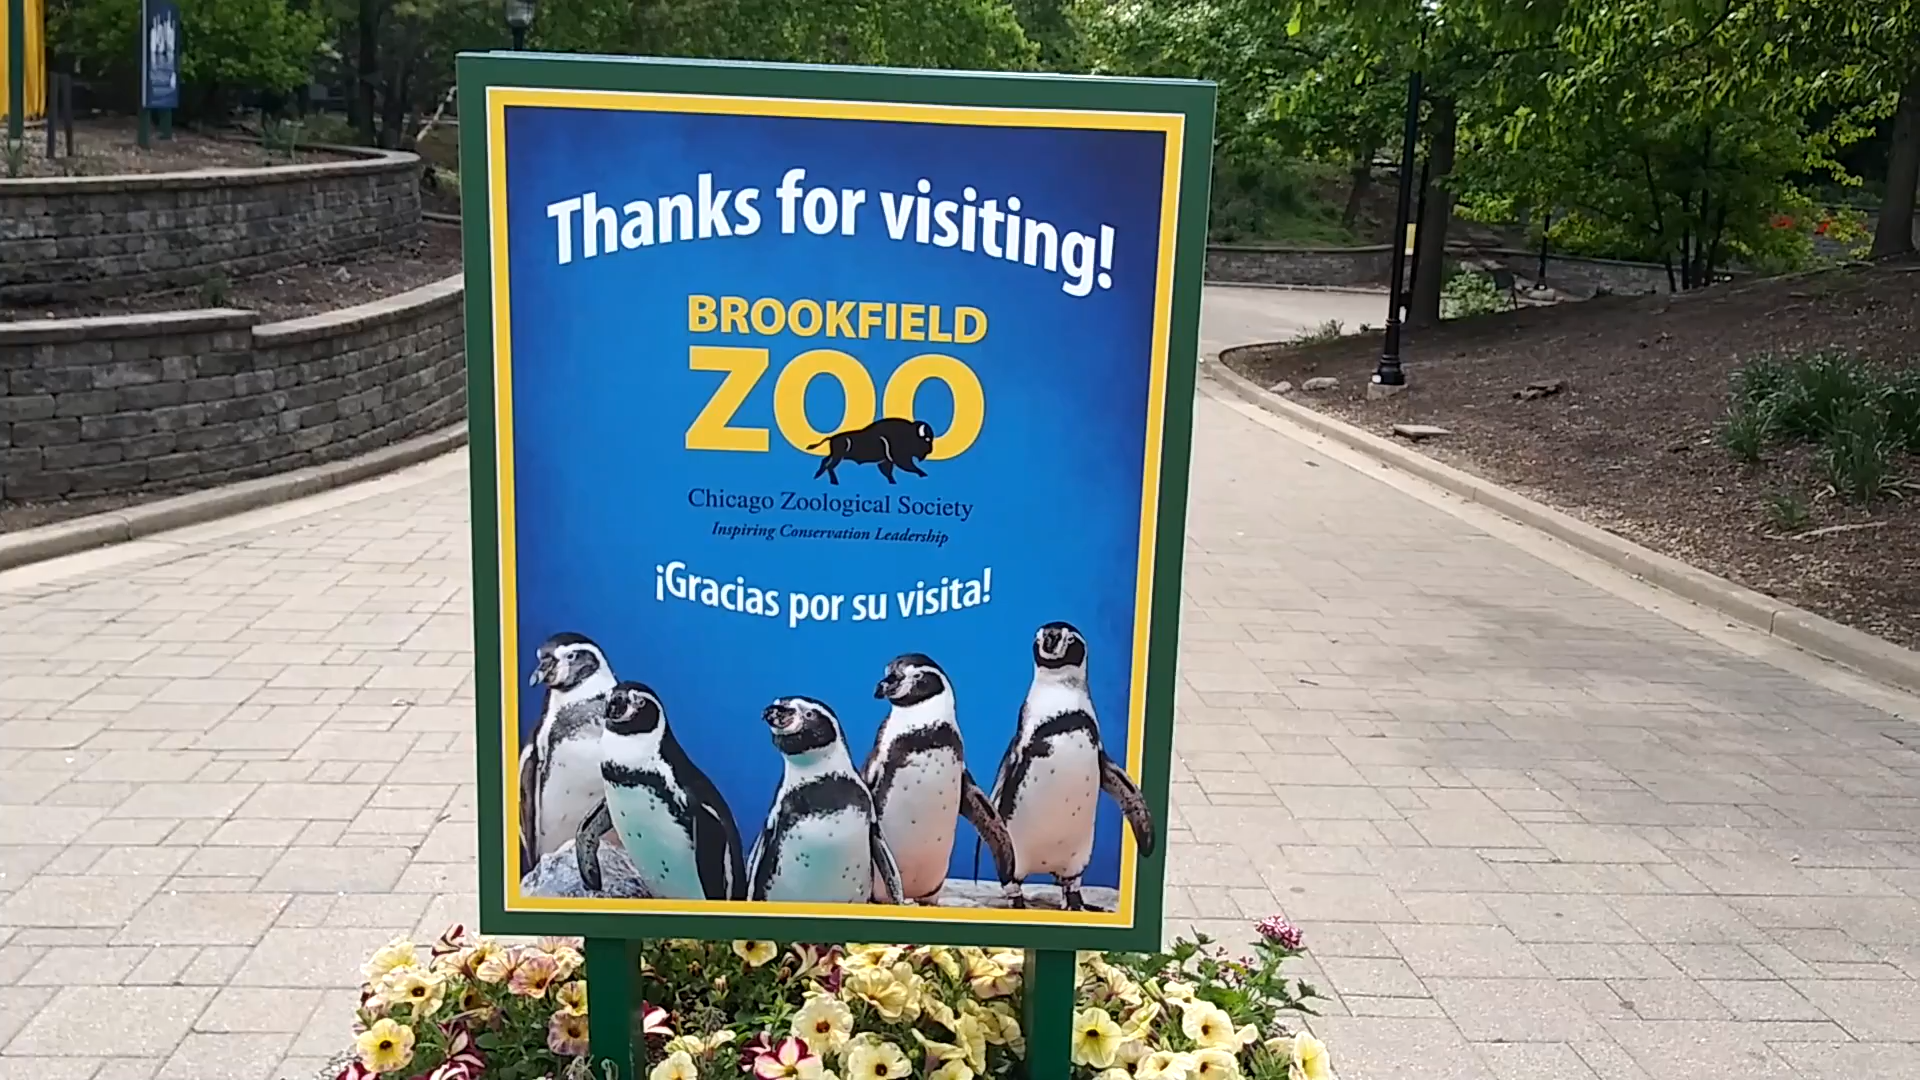 Thanks for visiting!
BROOKFIELD
ZOO
Chicago Zoological Society
Inspiring Conservation Leadership
¡Gracias por su visita!